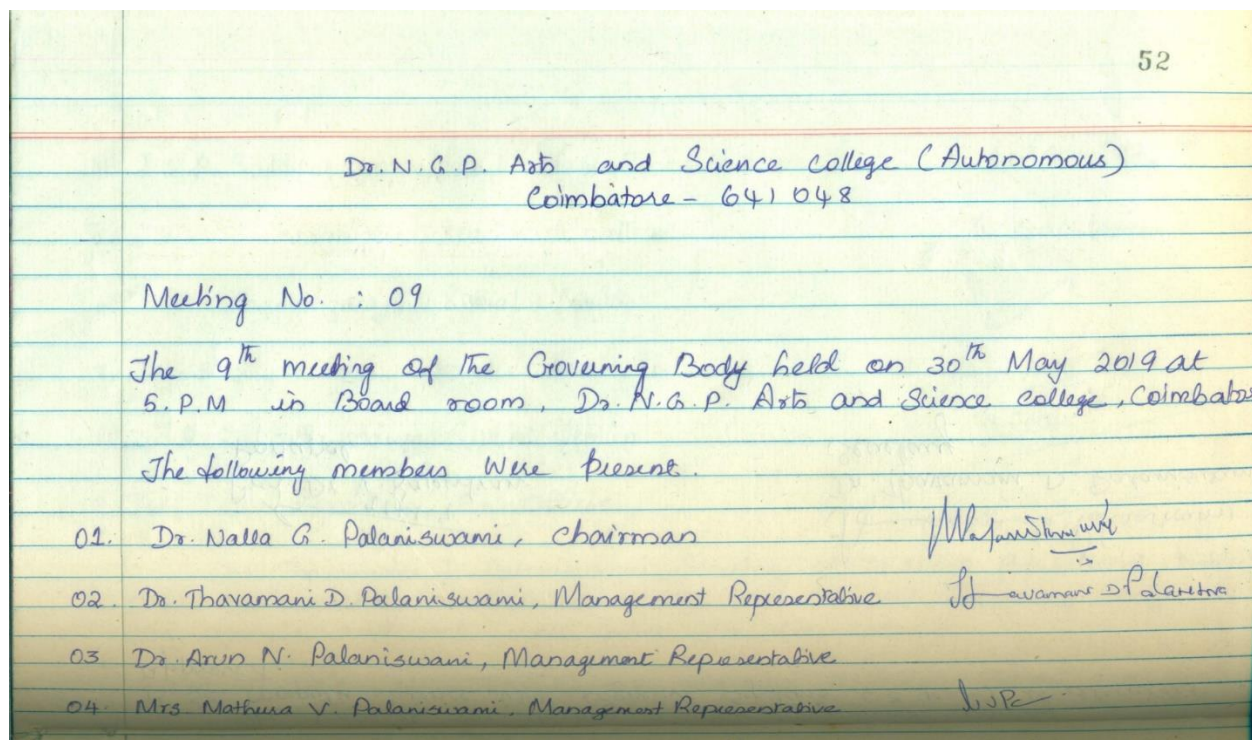 52
Dr. N. G. P. Arts and Science college (Autonomous)
Coimbatore - 641 048
Meeting No. : 09
The 9th meeting of the Governing Body held on 30th May 2019 at
5. P.M in Board room, Dr. N. G. P. Arts and Science college, Coimbatore
The following members were present.
01. Dr. Nalla G. Palaniswami, Chairman
02. Dr. Thavamani D. Palaniswami, Management Representative
03 Dr. Arun N. Palaniswami, Management Representative
04. Mrs Mathura V. Palaniswami, Management Representative